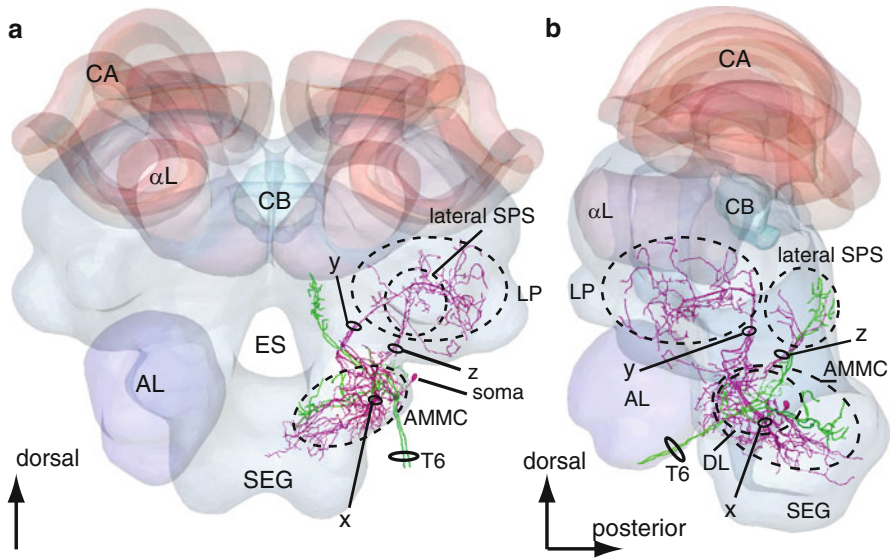 a
CA
αL
CB
lateral SPS
y
LP
ES
z
AL
soma
AMMC
SEG
T6
x
dorsal
b
CA
αL
CB
lateral SPS
LP
z
y
AMMC
AL
DL
T6
x
SEG
dorsal
posterior